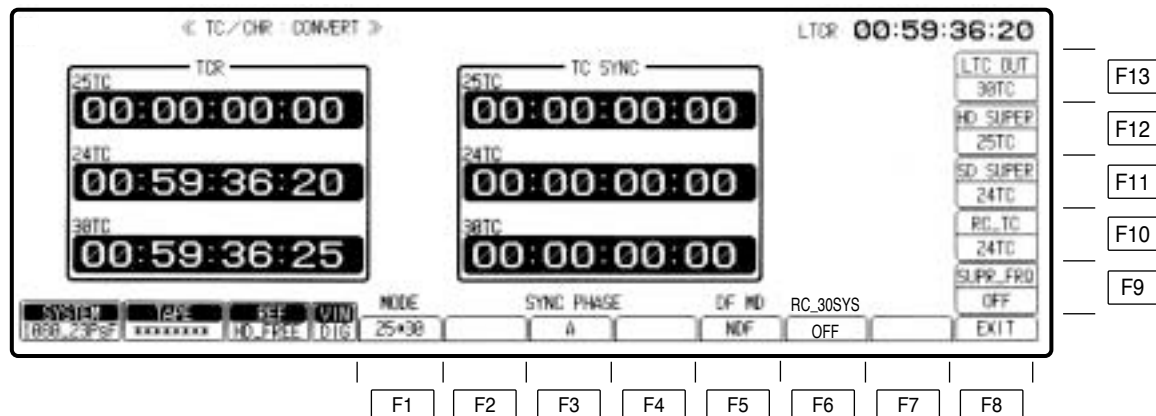 ≪ TC/CHR CONVERT ≫
LTCR 00:59:36:20
TCR
25TC
00:00:00:00
24TC
00:59:36:20
30TC
00:59:36:25
TC SYNC
25TC
00:00:00:00
24TC
00:00:00:00
30TC
00:00:00:00
LTC OUT
30TC
HD SUPER
25TC
SD SUPER
24TC
RC_TC
24TC
SUPR_FRQ
OFF
EXIT
F13
F12
F11
F10
F9
SYSTEM TAPE REF VIN
1080_23PSF ******** HD_FREE DIG
MODE SYNC PHASE DF MD RC_30SYS
25*30 A NDF OFF
F1 F2 F3 F4 F5 F6 F7 F8